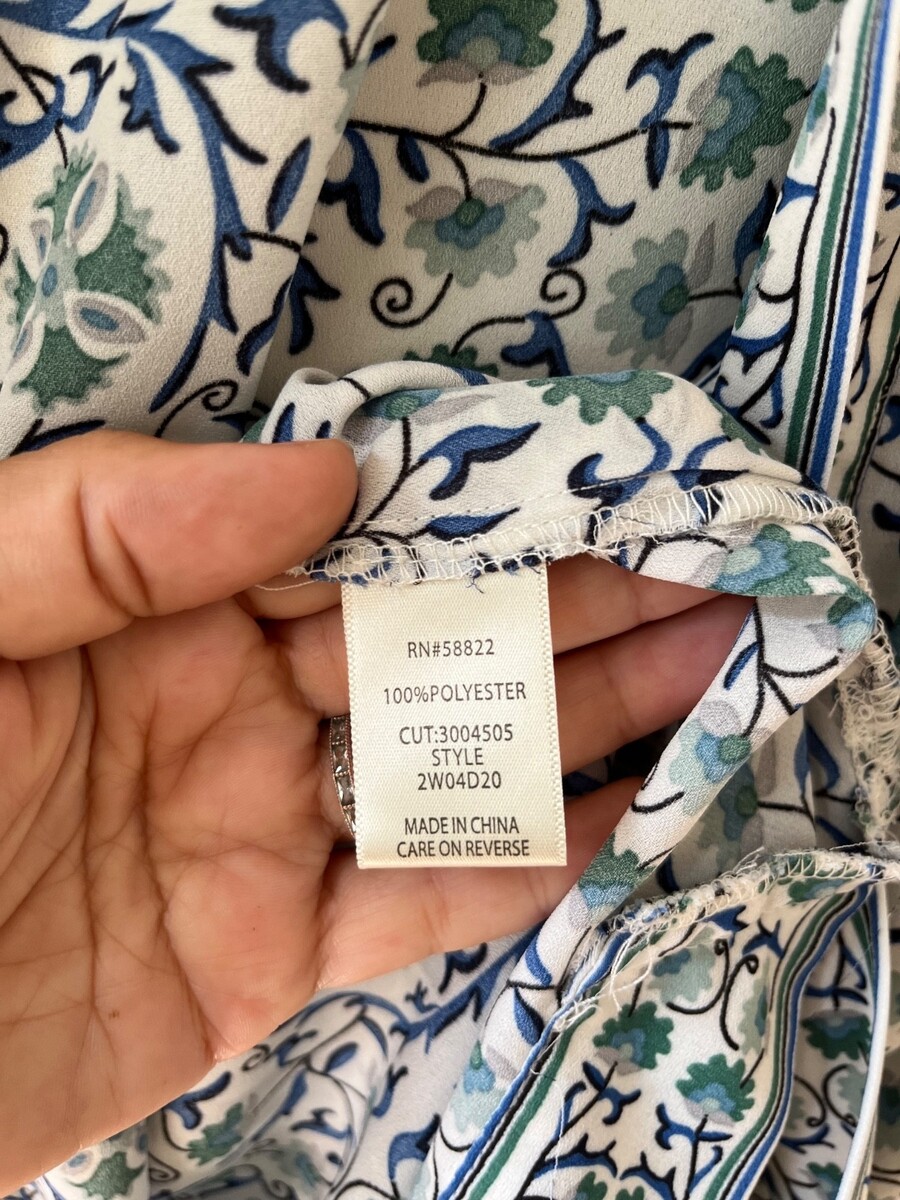 RN#58822
100%POLYESTER
CUT:3004505
STYLE
2W04D20
MADE IN CHINA
CARE ON REVERSE